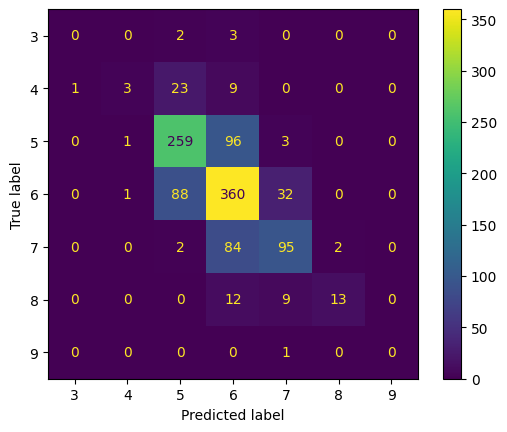 3 0 0 2 3 0 0 0
4 1 3 23 9 0 0 0
5 0 1 259 96 3 0 0
6 0 1 88 360 32 0 0
7 0 0 2 84 95 2 0
8 0 0 0 12 9 13 0
9 0 0 0 0 1 0 0
3 4 5 6 7 8 9
Predicted label
True label
350
300
250
200
150
100
50
0